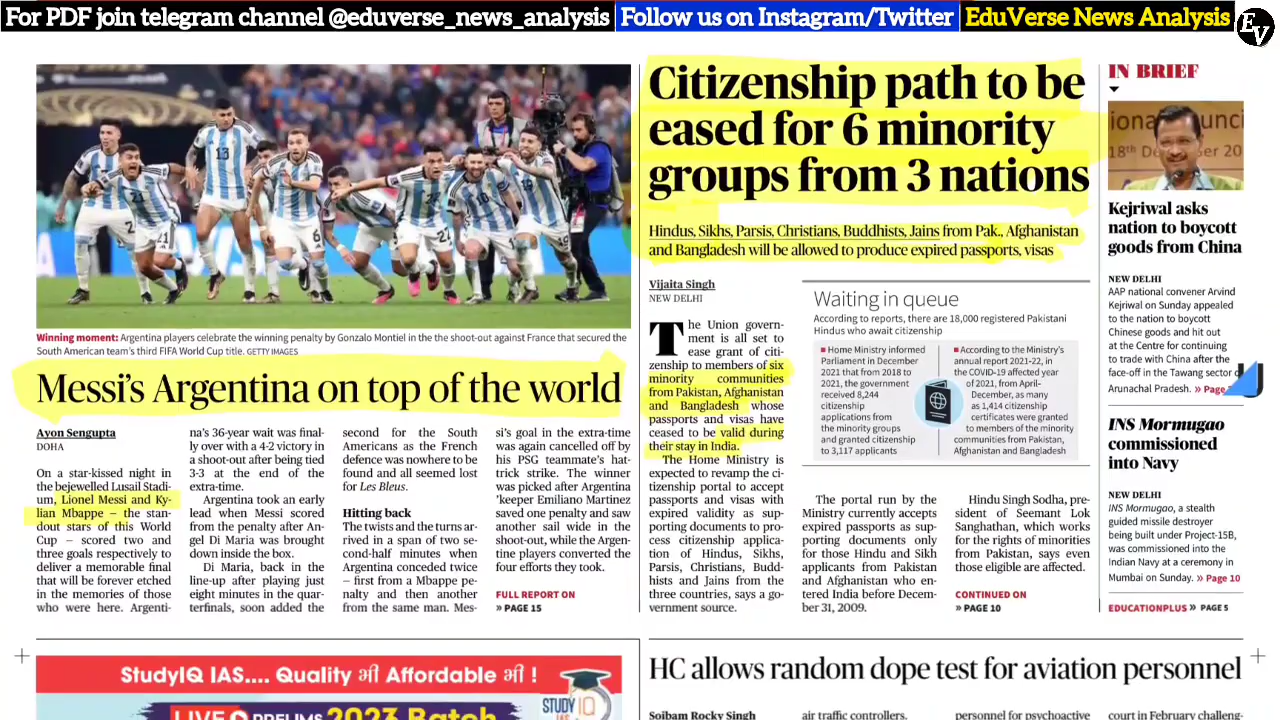 For PDF join telegram channel @eduverse_news_analysis
Follow us on Instagram/Twitter
EduVerse News Analysis
EV
Winning moment: Argentina players celebrate the winning penalty by Gonzalo Montiel in the the shoot-out against France that secured the
South American team's third FIFA World Cup title. GETTY IMAGES
Messi's Argentina on top of the world
Ayon Sengupta
DOHA
On a star-kissed night in
the bejewelled Lusail Stadi-
um, Lionel Messi and Ky-
lian Mbappe – the stan-
dout stars of this World
Cup – scored two and
three goals respectively to
deliver a memorable final
that will be forever etched
in the memories of those
who were here. Argenti-
na's 36-year wait was final-
ly over with a 4-2 victory in
a shoot-out after being tied
3-3 at the end of the
extra-time.
Argentina took an early
lead when Messi scored
from the penalty after An-
gel Di Maria was brought
down inside the box.
Di Maria, back in the
line-up after playing just
eight minutes in the quar-
terfinals, soon added the
second for the South
Americans as the French
defence was nowhere to be
found and all seemed lost
for Les Bleus.
Hitting back
The twists and the turns ar-
rived in a span of two se-
cond-half minutes when
Argentina conceded twice
– first from a Mbappe pe-
nalty and then another
from the same man. Mes-
si's goal in the extra-time
was again cancelled off by
his PSG teammate's hat-
trick strike. The winner
was picked after Argentina
'keeper Emiliano Martinez
saved one penalty and saw
another sail wide in the
shoot-out, while the Argen-
tine players converted the
four efforts they took.
FULL REPORT ON
» PAGE 15
Citizenship path to be
eased for 6 minority
groups from 3 nations
Hindus, Sikhs, Parsis, Christians, Buddhists, Jains from Pak., Afghanistan
and Bangladesh will be allowed to produce expired passports, visas
Vijaita Singh
NEW DELHI
The Union govern-
ment is all set to
ease grant of citi-
zenship to members of six
minority communities
from Pakistan, Afghanistan
and Bangladesh whose
passports and visas have
ceased to be valid during
their stay in India.
The Home Ministry is
expected to revamp the ci-
tizenship portal to accept
passports and visas with
expired validity as sup-
porting documents to pro-
cess citizenship applica-
tion of Hindus, Sikhs,
Parsis, Christians, Budd-
hists and Jains from the
three countries, says a go-
vernment source.
Waiting in queue
According to reports, there are 18,000 registered Pakistani
Hindus who await citizenship
■ Home Ministry informed
Parliament in December
2021 that from 2018 to
2021, the government
received 8,244
citizenship
applications from
the minority groups
and granted citizenship
to 3,117 applicants
■ According to the Ministry's
annual report 2021-22, in
the COVID-19 affected year
of 2021, from April-
December, as many
as 1,414 citizenship
certificates were granted
to members of the minority
communities from Pakistan,
Afghanistan and Bangladesh
The portal run by the
Ministry currently accepts
expired passports as sup-
porting documents only
for those Hindu and Sikh
applicants from Pakistan
and Afghanistan who en-
tered India before Decem-
ber 31, 2009.
Hindu Singh Sodha, pre-
sident of Seemant Lok
Sanghathan, which works
for the rights of minorities
from Pakistan, says even
those eligible are affected.
CONTINUED ON
» PAGE 10
IN BRIEF
Kejriwal asks
nation to boycott
goods from China
NEW DELHI
AAP national convener Arvind
Kejriwal on Sunday appealed
to the nation to boycott
Chinese goods and hit out
at the Centre for continuing
to trade with China after the
face-off in the Tawang sector
Arunachal Pradesh. » Page
INS Mormugao
commissioned
into Navy
NEW DELHI
INS Mormugao, a stealth
guided missile destroyer
being built under Project-15B,
was commissioned into the
Indian Navy at a ceremony in
Mumbai on Sunday. » Page 10
EDUCATIONPLUS » PAGE 5
StudyIQ IAS.... Quality भी Affordable भी !
LIVE PRELIMS 2023 Batch
STUDY IQ
IAS
HC allows random dope test for aviation personnel
Soibam Rocky Singh
air traffic controllers.
personnel for psychoactive
court in February challeng-